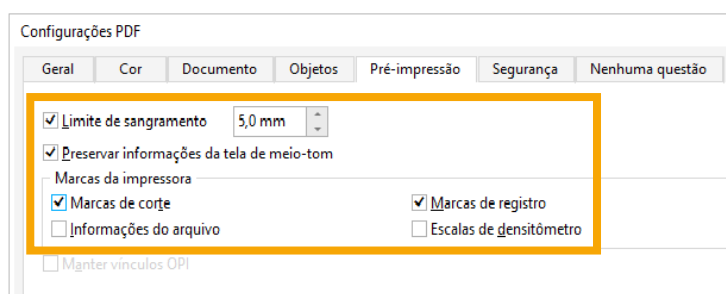 Configurações PDF
Geral Cor Documento Objetos Pré-impressão Segurança Nenhuma questão
Limite de sangramento 5,0 mm
Preservar informações da tela de meio-tom
Marcas da impressora
Marcas de corte Marcas de registro
Informações do arquivo Escalas de densitômetro
Manter vínculos OPI